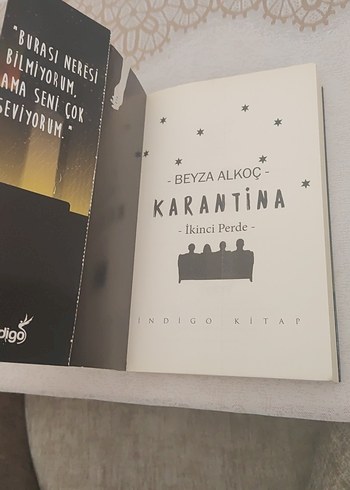 "BURASI NERESİ
BİLMİYORUM,
AMA SENİ ÇOK
SEVİYORUM."
digo
- BEYZA ALKOÇ -
KARANTİNA
- İkinci Perde -
İNDİGO KİTAP